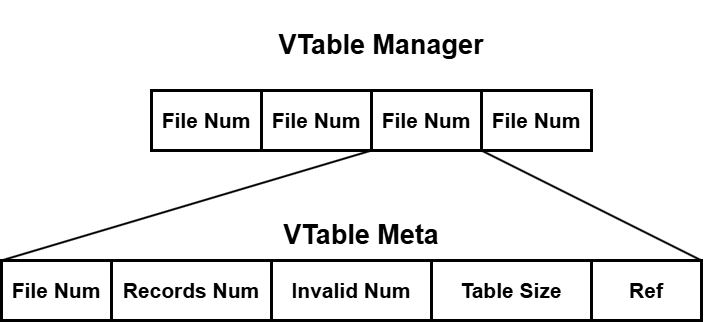 VTable Manager
File Num File Num File Num File Num
VTable Meta
File Num Records Num Invalid Num Table Size Ref